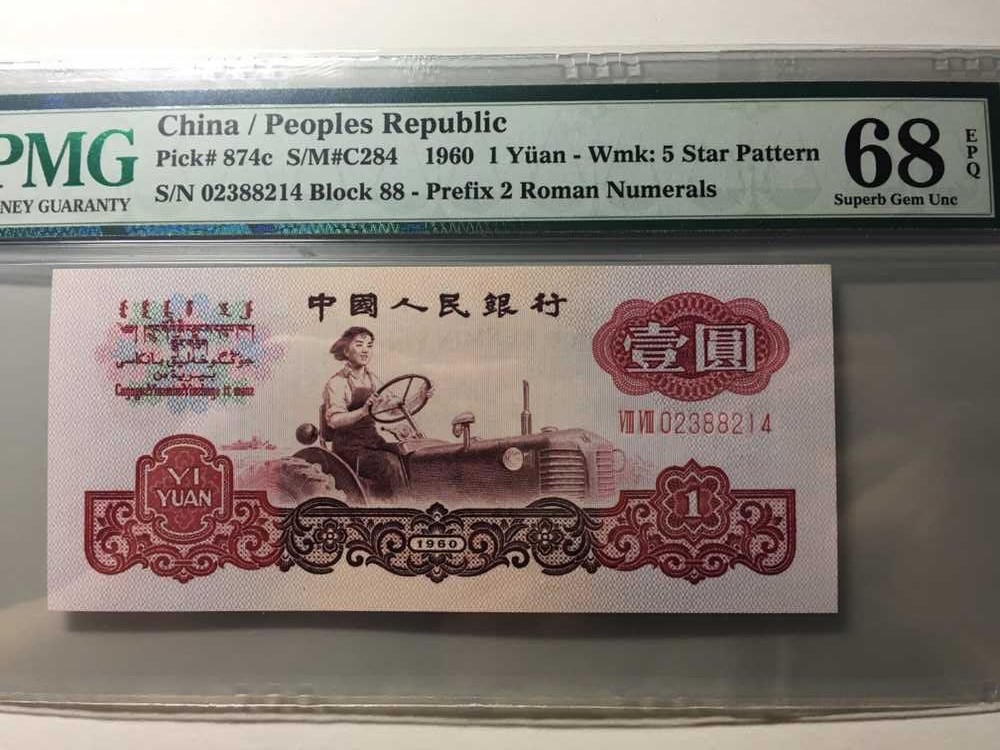 PMG
NEY GUARANTY
China / Peoples Republic
Pick# 874c S/M#C284 1960 1 Yüan - Wmk: 5 Star Pattern
S/N 02388214 Block 88 - Prefix 2 Roman Numerals
68
EPQ
Superb Gem Unc
中國人民銀行
壹圓
VIII VIII 02388214
YI
YUAN
1
1960